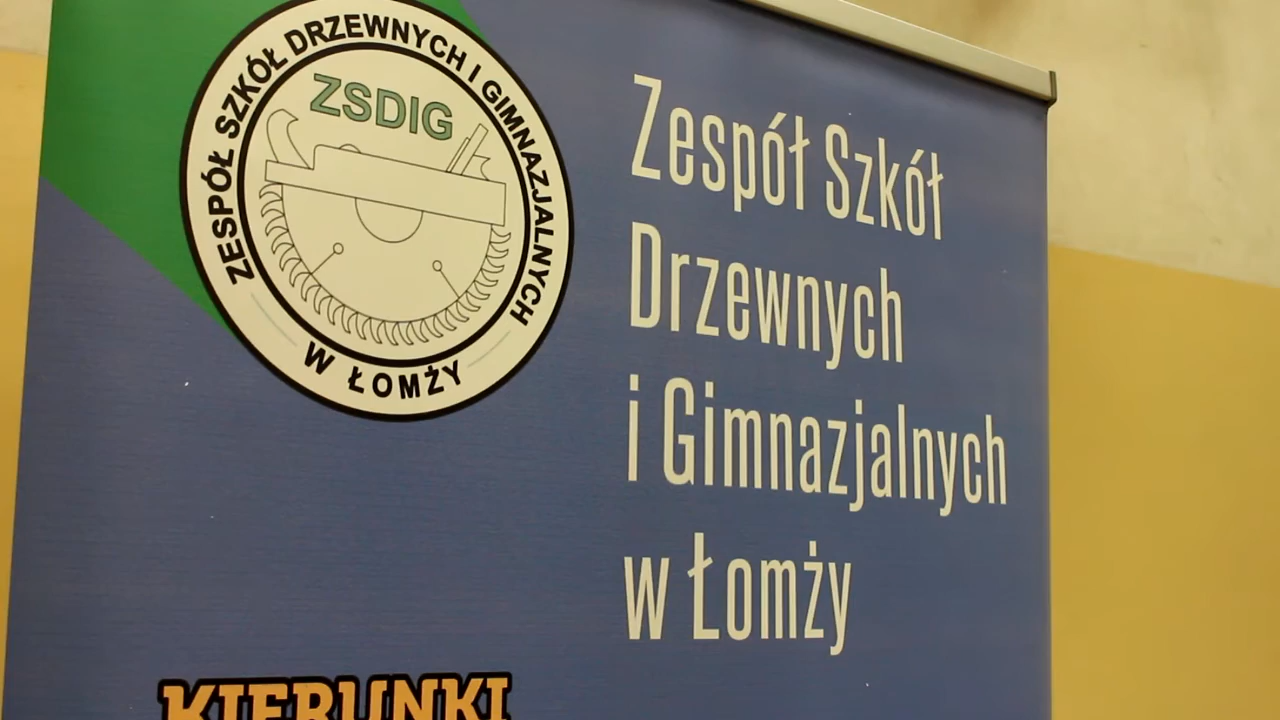 ZESPÓŁ SZKÓŁ DRZEWNYCH I GIMNAZJALNYCH
W ŁOMŻY
ZSDIG
Zespół Szkół
Drzewnych
i Gimnazjalnych
w Łomży
KIERUNKI